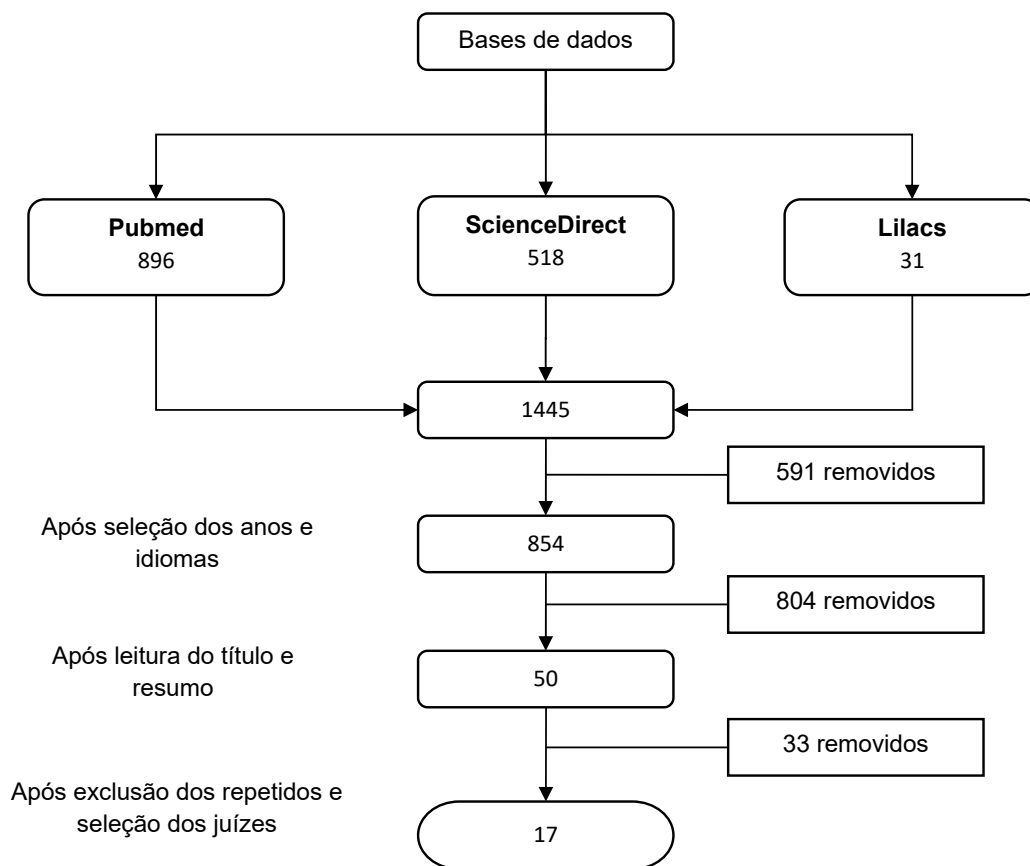 Bases de dados
Pubmed
896
ScienceDirect
518
Lilacs
31
1445
591 removidos
Após seleção dos anos e
idiomas
854
804 removidos
Após leitura do título e
resumo
50
33 removidos
Após exclusão dos repetidos e
seleção dos juízes
17